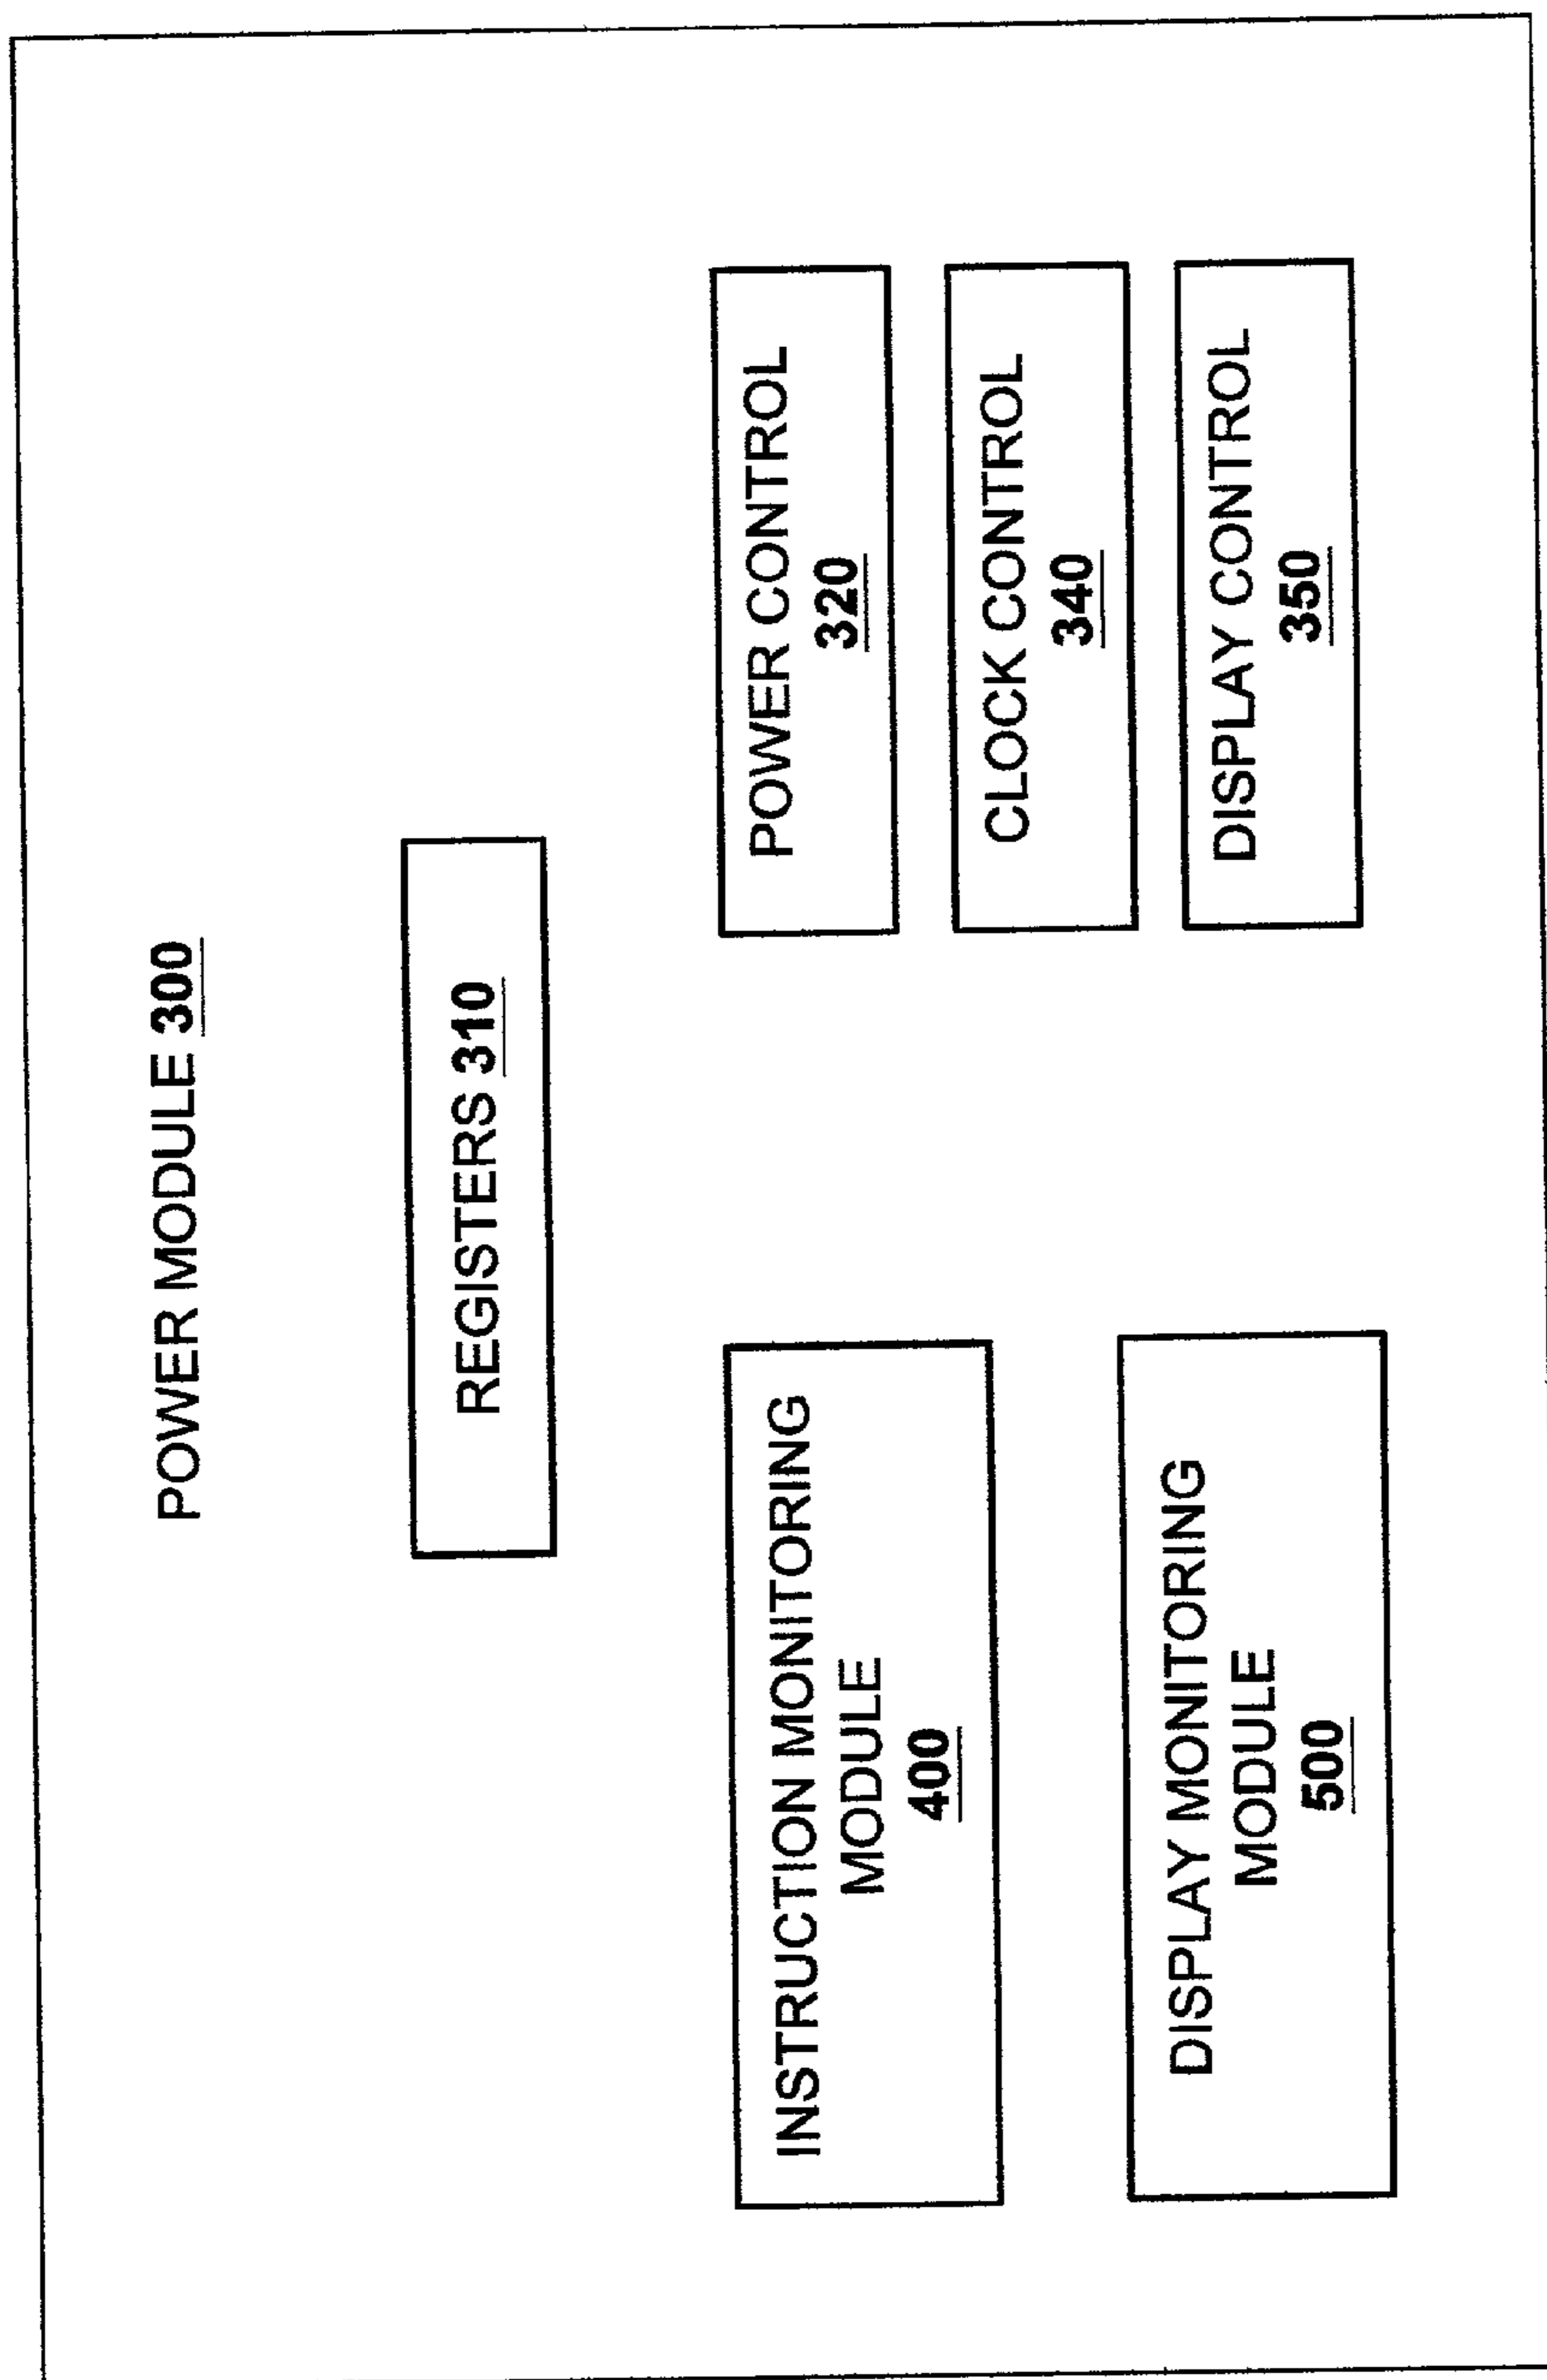 POWER MODULE 300
REGISTERS 310
INSTRUCTION MONITORING
MODULE
400
DISPLAY MONITORING
MODULE
500
POWER CONTROL
320
CLOCK CONTROL
340
DISPLAY CONTROL
350